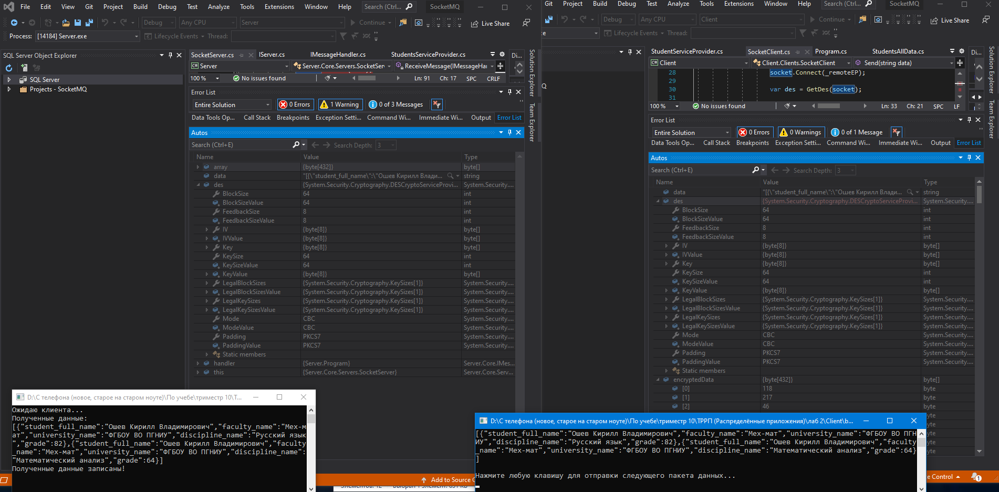 File Edit View Git Project Build Debug Test Analyze Tools Extensions Window Help Search (Ctrl... SocketMQ
Debug Any CPU Server Continue Live Share
Process: [14184] Server.exe Lifecycle Events Thread:
SQL Server Object Explorer
SQL Server
Projects - SocketMQ
SocketServer.cs IServer.cs IMessageHandler.cs StudentsServiceProvider.cs Di...
Server Server.Core.Servers.SocketSer ReceiveMessage(IMessageHa
100 % No issues found Ln: 91 Ch: 17 SPC CRLF
Error List
Entire Solution 0 Errors 1 Warning 0 of 3 Messages
Data Tools Op... Call Stack Breakpoints Exception Setti... Command Wi... Immediate Wi... Output Error List
Autos
Search (Ctrl+E) Search Depth: 3
Name Value Type
array {byte[432]} byte[]
data "[{\"student_full_name\":\"Ошев Кирилл Влади... string
des {System.Security.Cryptography.DESCryptoServiceProvi... System.Security....
BlockSize 64 int
BlockSizeValue 64 int
FeedbackSize 8 int
FeedbackSizeValue 8 int
IV {byte[8]} byte[]
IVValue {byte[8]} byte[]
Key {byte[8]} byte[]
KeySize 64 int
KeySizeValue 64 int
KeyValue {byte[8]} byte[]
LegalBlockSizes {System.Security.Cryptography.KeySizes[1]} System.Security....
LegalBlockSizesValue {System.Security.Cryptography.KeySizes[1]} System.Security....
LegalKeySizes {System.Security.Cryptography.KeySizes[1]} System.Security....
LegalKeySizesValue {System.Security.Cryptography.KeySizes[1]} System.Security....
Mode CBC System.Security....
ModeValue CBC System.Security....
Padding PKCS7 System.Security....
PaddingValue PKCS7 System.Security....
Static members
handler {Server.Program} Server.Core.IMes...
this {Server.Core.Servers.SocketServer} Server.Core.Serv...
Solution Explorer
Team Explorer
D:\С телефона (новое, старое на старом ноуте)\По учебе\триместр 10\Т...
Ожидаю клиента...
Полученные данные:
[{"student_full_name":"Ошев Кирилл Владимирович","faculty_name":"Мех-м
ат","university_name":"ФГБОУ ВО ПГНИУ","discipline_name":"Русский язык
","grade":82},{"student_full_name":"Ошев Кирилл Владимирович","faculty
_name":"Мех-мат","university_name":"ФГБОУ ВО ПГНИУ","discipline_name":
"Математический анализ","grade":64}]
Полученные данные записаны!
Add to Source C
Git Project Build Debug Test Analyze Tools Extensions Window Help Search (Ctrl... SocketMQ
Debug Any CPU Client Continue Live Share
Lifecycle Events Thread:
StudentServiceProvider.cs SocketClient.cs Program.cs StudentsAllData.cs Di...
Client Client.Clients.SocketClient Send(string data)
28 socket.Connect(_remoteEP);
29
30 var des = GetDes(socket);
31
100 % No issues found Ln: 33 Ch: 21 SPC LF
Error List
Entire Solution 0 Errors 0 Warnings 0 of 1 Message
Data Tools Op... Call Stack Breakpoints Exception Setti... Command Wi... Immediate Wi... Output Error List
Autos
Search (Ctrl+E) Search Depth: 3
Name Value Type
data "[{\"student_full_name\":\"Ошев Кирилл Влади... string
des {System.Security.Cryptography.DESCryptoServiceProvi... System.Security....
BlockSize 64 int
BlockSizeValue 64 int
FeedbackSize 8 int
FeedbackSizeValue 8 int
IV {byte[8]} byte[]
IVValue {byte[8]} byte[]
Key {byte[8]} byte[]
KeySize 64 int
KeySizeValue 64 int
KeyValue {byte[8]} byte[]
LegalBlockSizes {System.Security.Cryptography.KeySizes[1]} System.Security....
LegalBlockSizesValue {System.Security.Cryptography.KeySizes[1]} System.Security....
LegalKeySizes {System.Security.Cryptography.KeySizes[1]} System.Security....
LegalKeySizesValue {System.Security.Cryptography.KeySizes[1]} System.Security....
Mode CBC System.Security....
ModeValue CBC System.Security....
Padding PKCS7 System.Security....
PaddingValue PKCS7 System.Security....
Static members
encryptedData {byte[432]} byte[]
[0] 118 byte
[1] 217 byte
[2] 46 byte
byte
byte
byte
byte
byte
Solution Explorer
Team Explorer
D:\С телефона (новое, старое на старом ноуте)\По учебе\триместр 10\ТРРП (Распределённые приложения)\лаб 2\Client\b...
[{"student_full_name":"Ошев Кирилл Владимирович","faculty_name":"Мех-мат","university_name":"ФГБОУ ВО ПГН
ИУ","discipline_name":"Русский язык","grade":82},{"student_full_name":"Ошев Кирилл Владимирович","faculty
_name":"Мех-мат","university_name":"ФГБОУ ВО ПГНИУ","discipline_name":"Математический анализ","grade":64}
]
Нажмите любую клавишу для отправки следующего пакета данных...
e Control 1